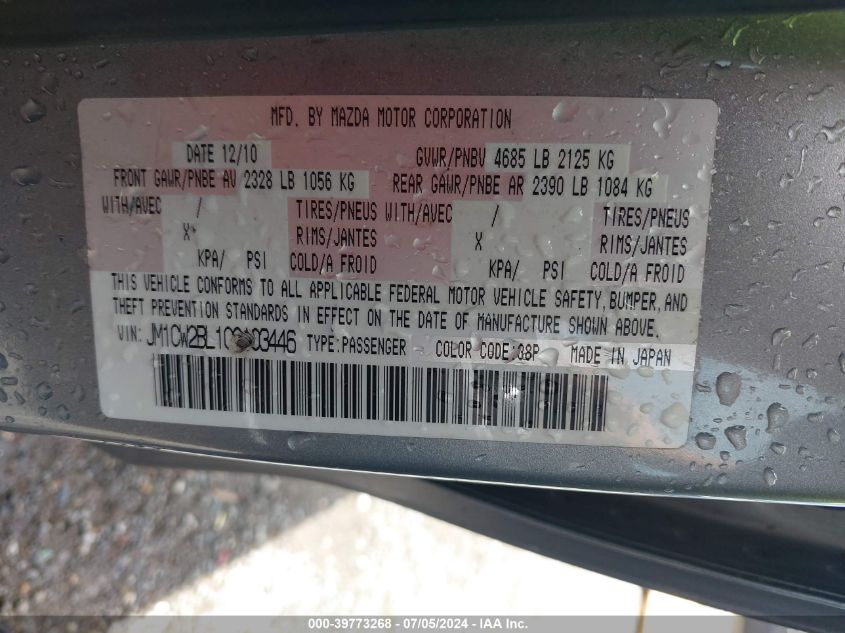 MFD. BY MAZDA MOTOR CORPORATION
DATE 12/10 GVWR/PNBV 4685 LB 2125 KG
FRONT GAWR/PNBE AV 2328 LB 1056 KG REAR GAWR/PNBE AR 2390 LB 1084 KG
WITH/AVEC / TIRES/PNEUS WITH/AVEC / TIRES/PNEUS
X* RIMS/JANTES X RIMS/JANTES
KPA/ PSI COLD/A FROID KPA/ PSI COLD/A FROID
THIS VEHICLE CONFORMS TO ALL APPLICABLE FEDERAL MOTOR VEHICLE SAFETY, BUMPER, AND
THEFT PREVENTION STANDARDS IN EFFECT ON THE DATE OF MANUFACTURE SHOWN ABOVE.
VIN: JM1CW2BL1C0103446 TYPE:PASSENGER COLOR CODE:38P MADE IN JAPAN
000-39773268 - 07/05/2024 - IAA Inc.